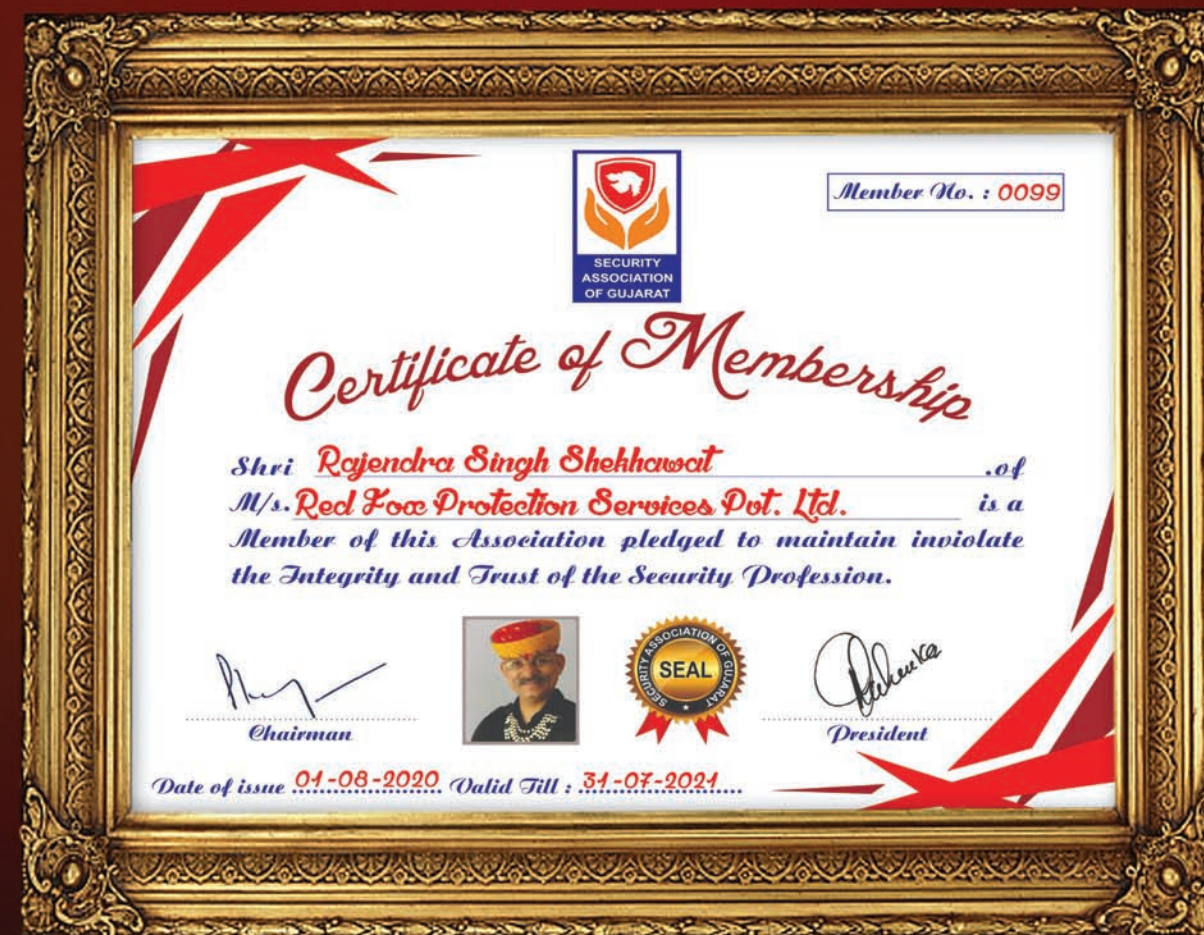 Member No. : 0099
SECURITY
ASSOCIATION
OF GUJARAT
Certificate of Membership
Shri Rajendra Singh Shekhawat .of
M/s. Red Fox Protection Services Pvt. Ltd. is a
Member of this Association pledged to maintain inviolate
the Integrity and Trust of the Security Profession.
SECURITY ASSOCIATION OF GUJARAT
SEAL
Chairman
President
Date of issue 01-08-2020 Valid Till : 31-07-2021